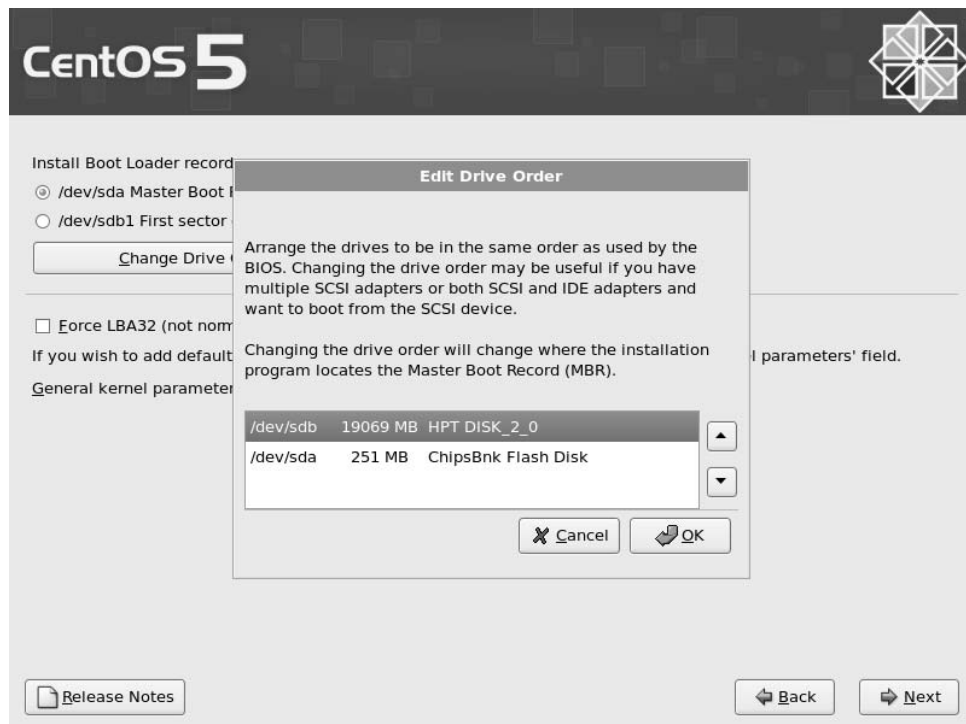 CentOS 5
Install Boot Loader record
/dev/sda Master Boot
/dev/sdb1 First sector
Change Drive
Force LBA32 (not
If you wish to add default
l parameters' field.
General kernel
Edit Drive Order
Arrange the drives to be in the same order as used by the
BIOS. Changing the drive order may be useful if you have
multiple SCSI adapters or both SCSI and IDE adapters and
want to boot from the SCSI device.
Changing the drive order will change where the installation
program locates the Master Boot Record (MBR).
/dev/sdb 19069 MB HPT DISK_2_0
/dev/sda 251 MB ChipsBnk Flash Disk
Cancel
OK
Release Notes
Back
Next